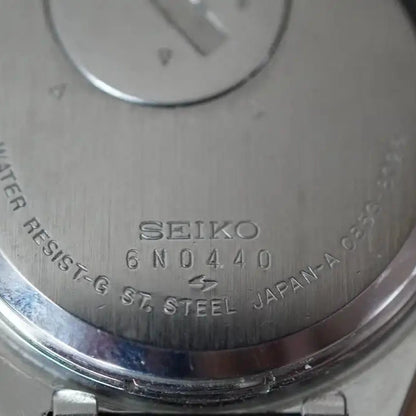 SEIKO
6N0440
WATER RESIST-G ST. STEEL JAPAN-A